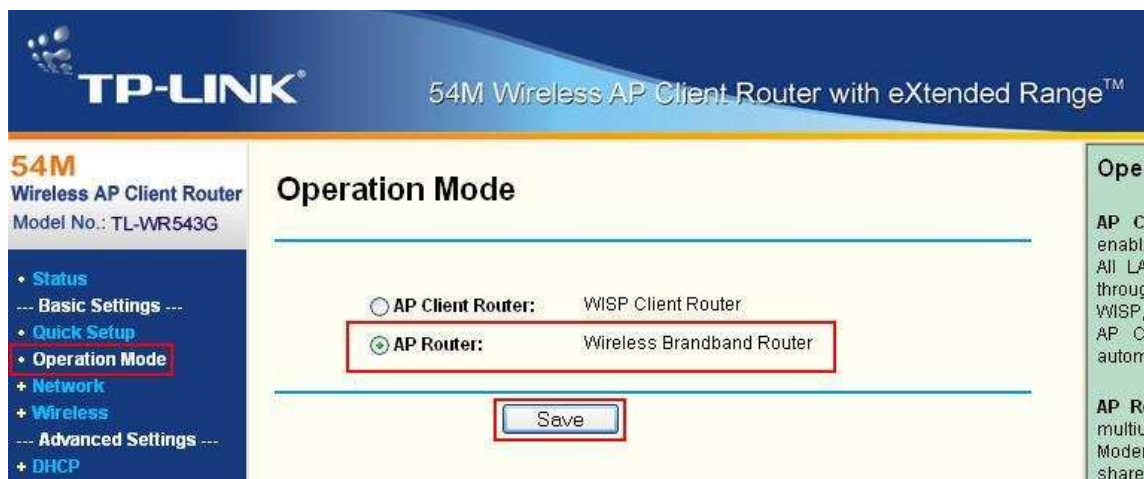 TP-LINK®
54M Wireless AP Client Router with eXtended Range™
54M
Wireless AP Client Router
Model No.: TL-WR543G
• Status
--- Basic Settings ---
• Quick Setup
• Operation Mode
+ Network
+ Wireless
--- Advanced Settings ---
+ DHCP
Operation Mode
AP Client Router: WISP Client Router
AP Router: Wireless Brandband Router
Save
Ope
AP C
enabl
All LA
throug
WISP,
AP C
autom
AP R
multiu
Moder
share